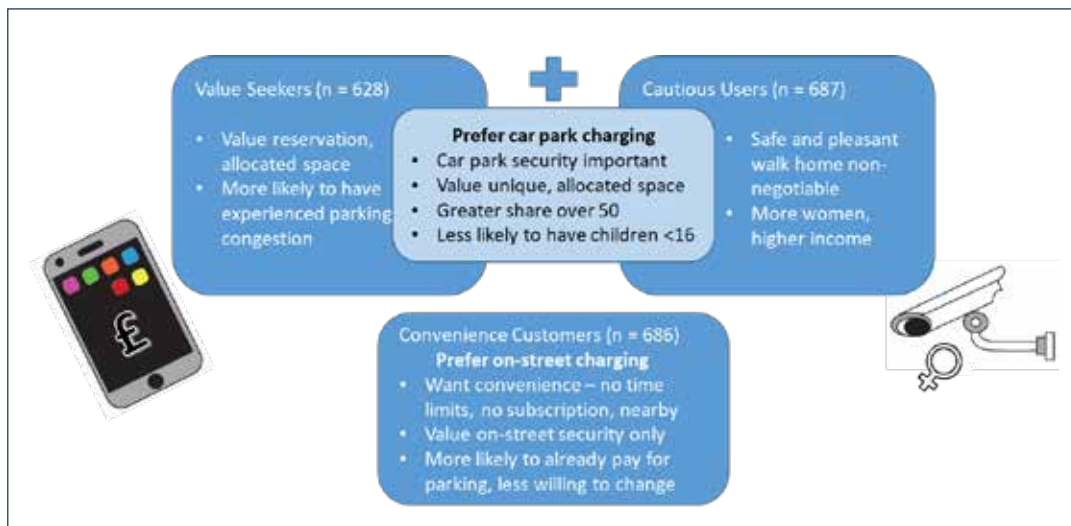 Value Seekers (n = 628)
• Value reservation,
allocated space
• More likely to have
experienced parking
congestion
Prefer car park charging
• Car park security important
• Value unique, allocated space
• Greater share over 50
• Less likely to have children <16
Cautious Users (n = 687)
• Safe and pleasant
walk home non-
negotiable
• More women,
higher income
£
Convenience Customers (n = 686)
Prefer on-street charging
• Want convenience – no time
limits, no subscription, nearby
• Value on-street security only
• More likely to already pay for
parking, less willing to change